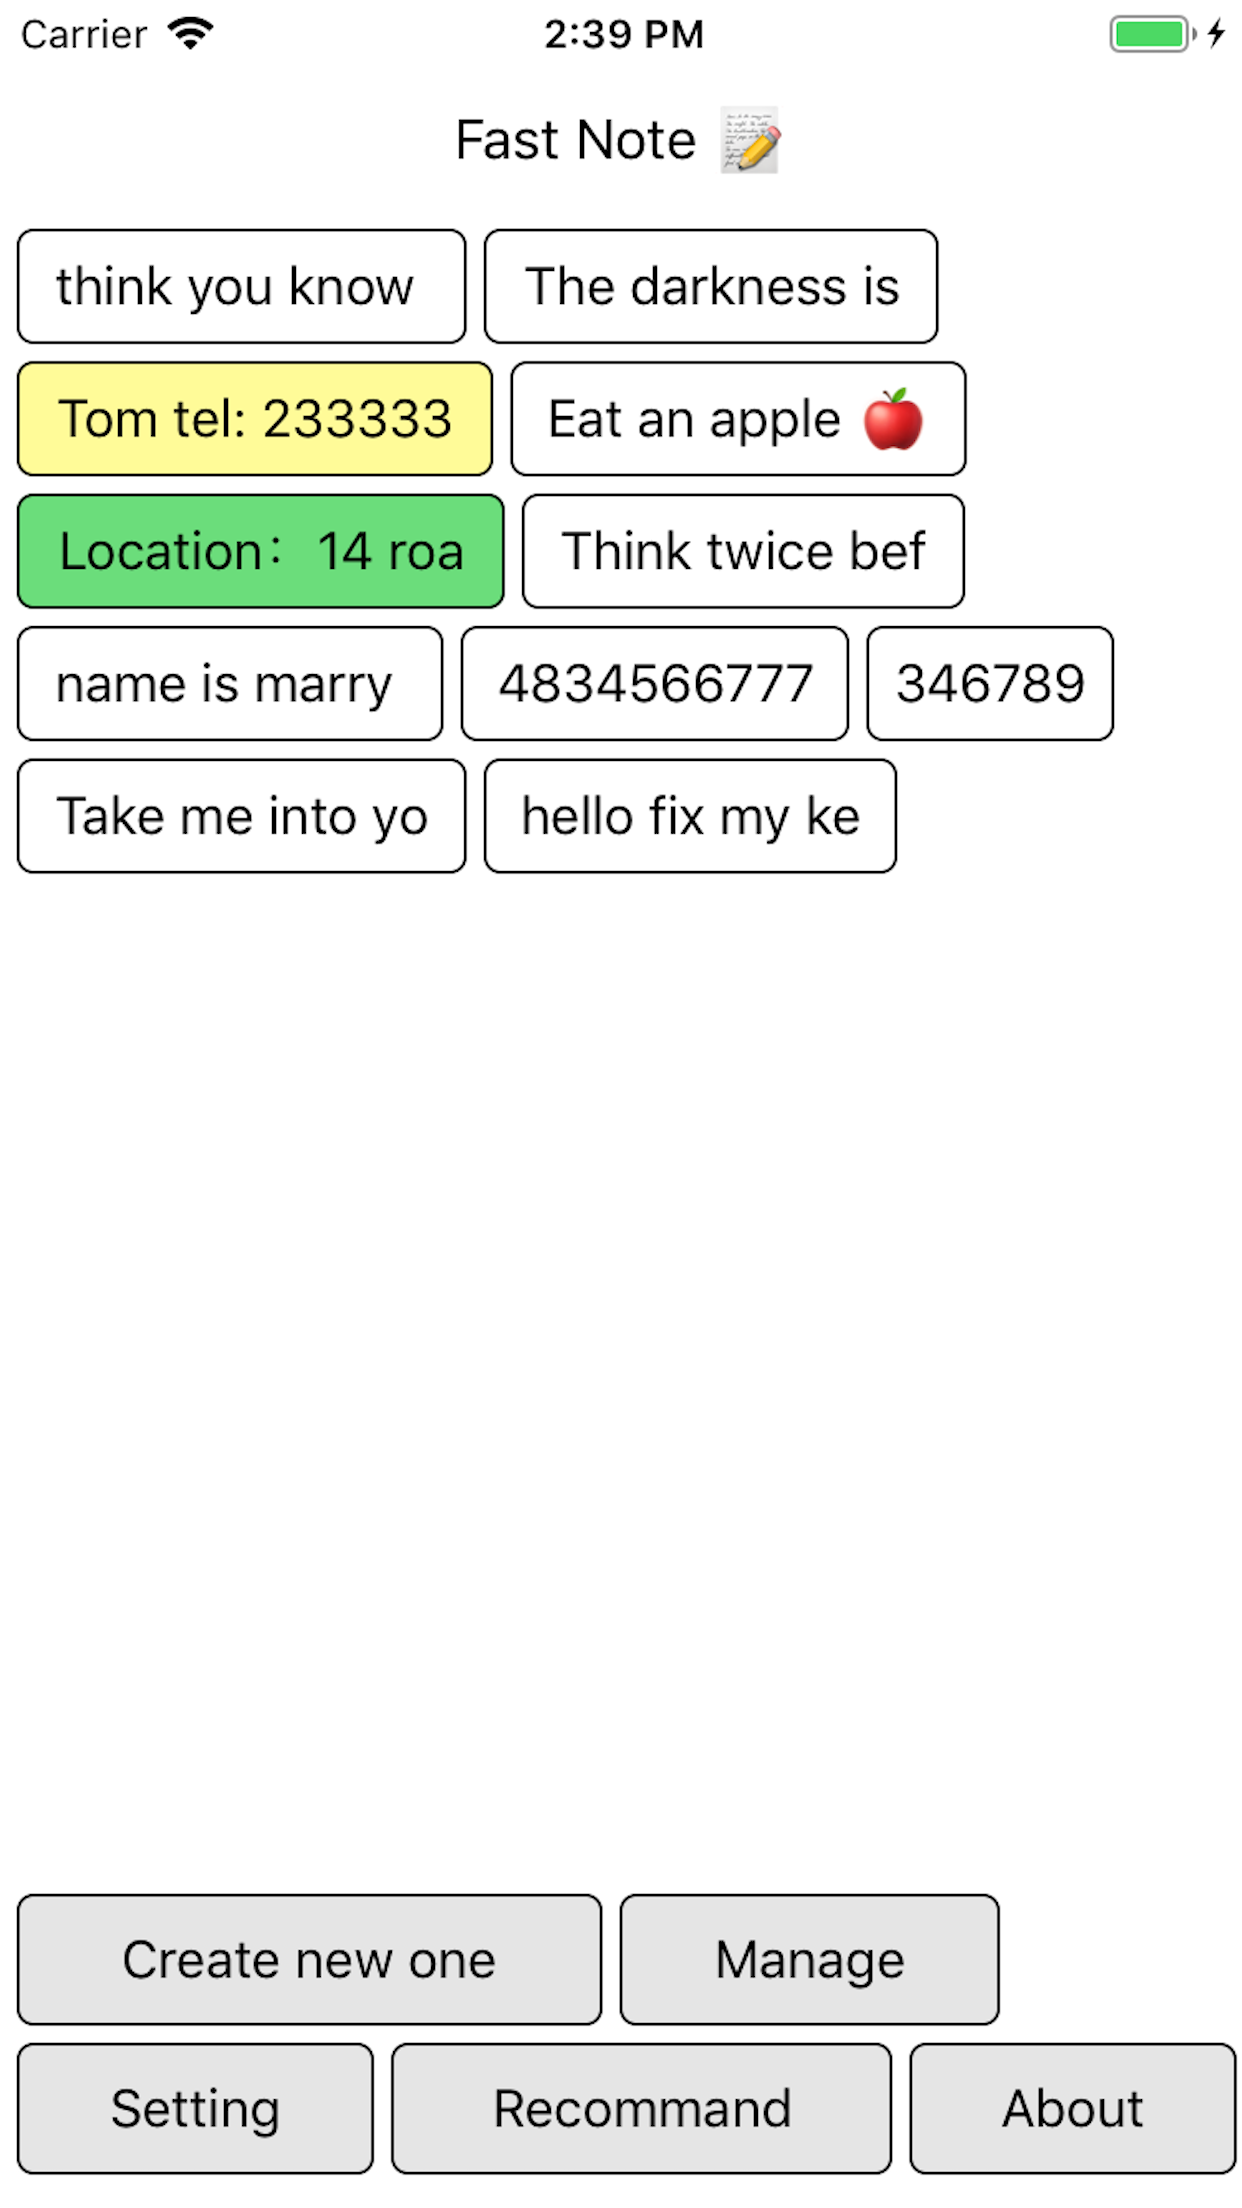 Carrier 2:39 PM
Fast Note
think you know The darkness is
Tom tel: 233333 Eat an apple 🍎
Location：14 roa Think twice bef
name is marry 4834566777 346789
Take me into yo hello fix my ke
Create new one Manage
Setting Recommand About